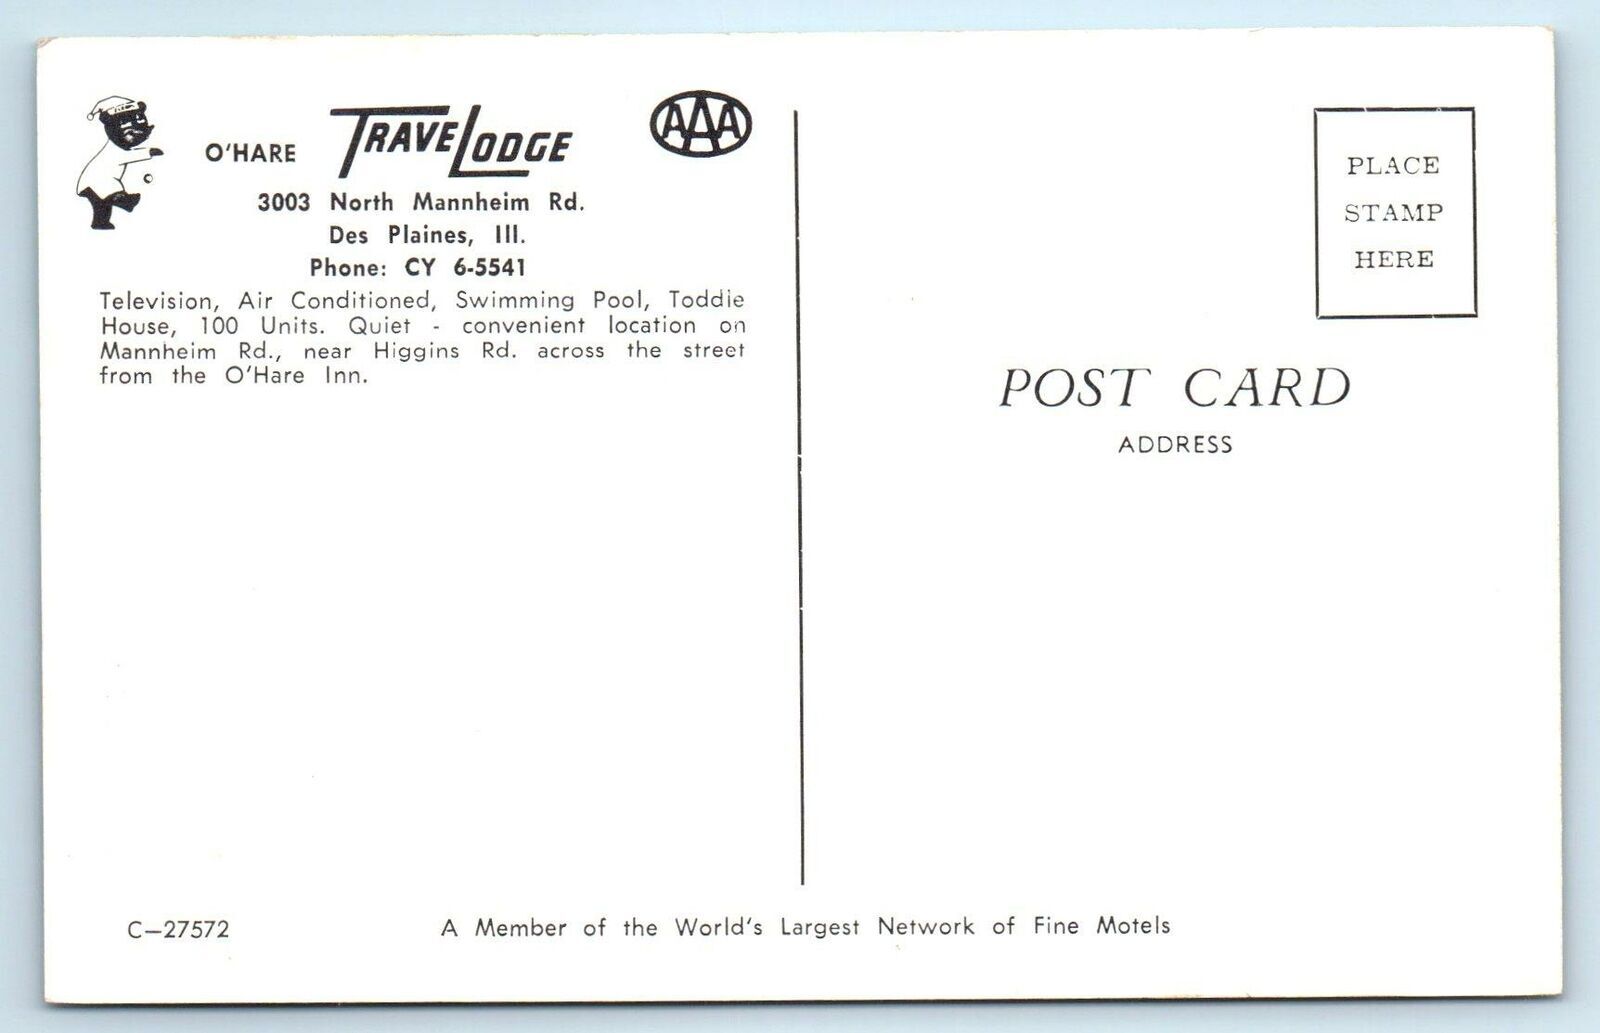 O'HARE TRAVELODGE AAA
3003 North Mannheim Rd.
Des Plaines, Ill.
Phone: CY 6-5541
Television, Air Conditioned, Swimming Pool, Toddie
House, 100 Units. Quiet - convenient location on
Mannheim Rd., near Higgins Rd. across the street
from the O'Hare Inn.
PLACE
STAMP
HERE
POST CARD
ADDRESS
C-27572
A Member of the World's Largest Network of Fine Motels